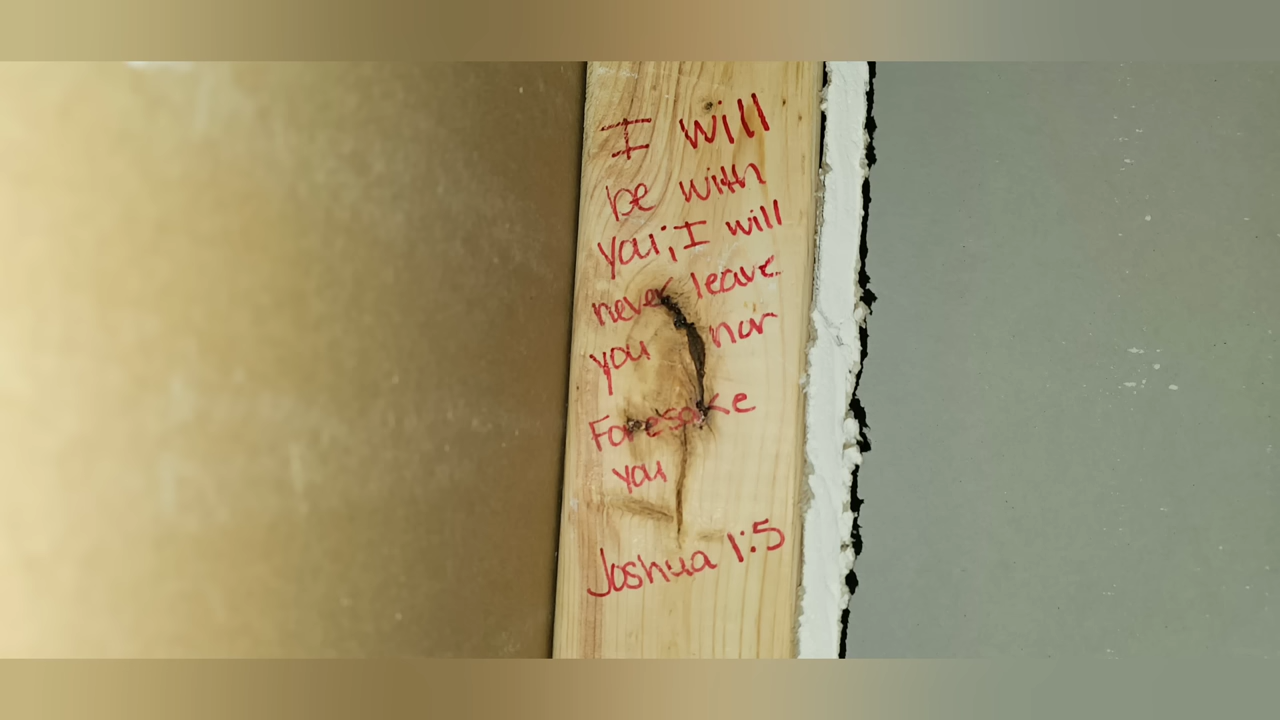 I will
be with
you; I will
never leave
you nor
Foresake
you
Joshua 1:5